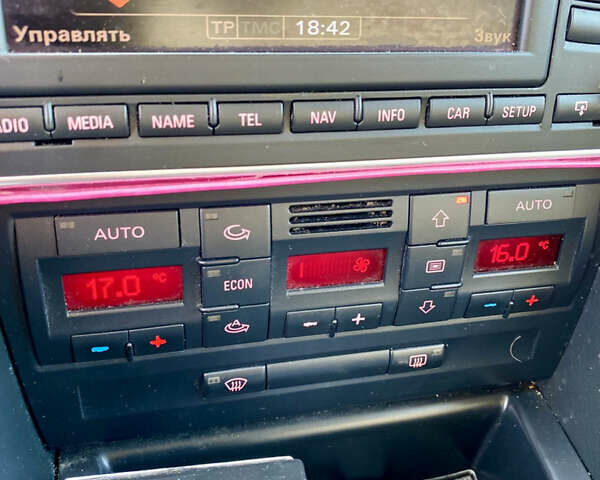 Управлять TP TMC 18:42 Звук
MEDIA NAME TEL NAV INFO CAR SETUP
AUTO AUTO
17.0 °C 16.0 °C
ECON